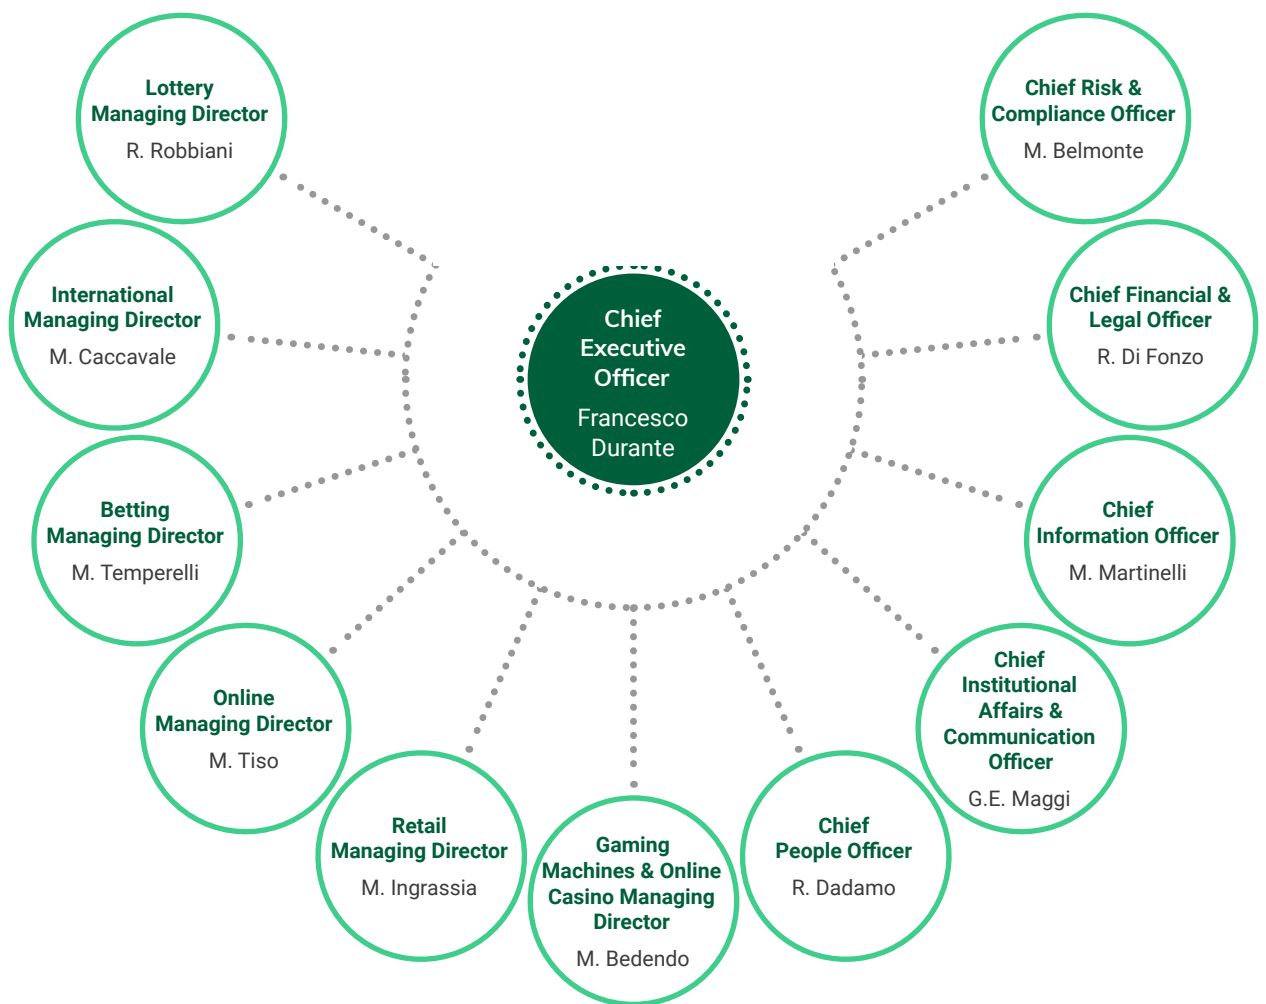 Lottery
Managing Director
R. Robbiani
Chief Risk &
Compliance Officer
M. Belmonte
International
Managing Director
M. Caccavale
Chief
Executive
Officer
Francesco
Durante
Chief Financial &
Legal Officer
R. Di Fonzo
Betting
Managing Director
M. Temperelli
Chief
Information Officer
M. Martinelli
Online
Managing Director
M. Tiso
Chief
Institutional
Affairs &
Communication
Officer
G.E. Maggi
Retail
Managing Director
M. Ingrassia
Gaming
Machines & Online
Casino Managing
Director
M. Bedendo
Chief
People Officer
R. Dadamo